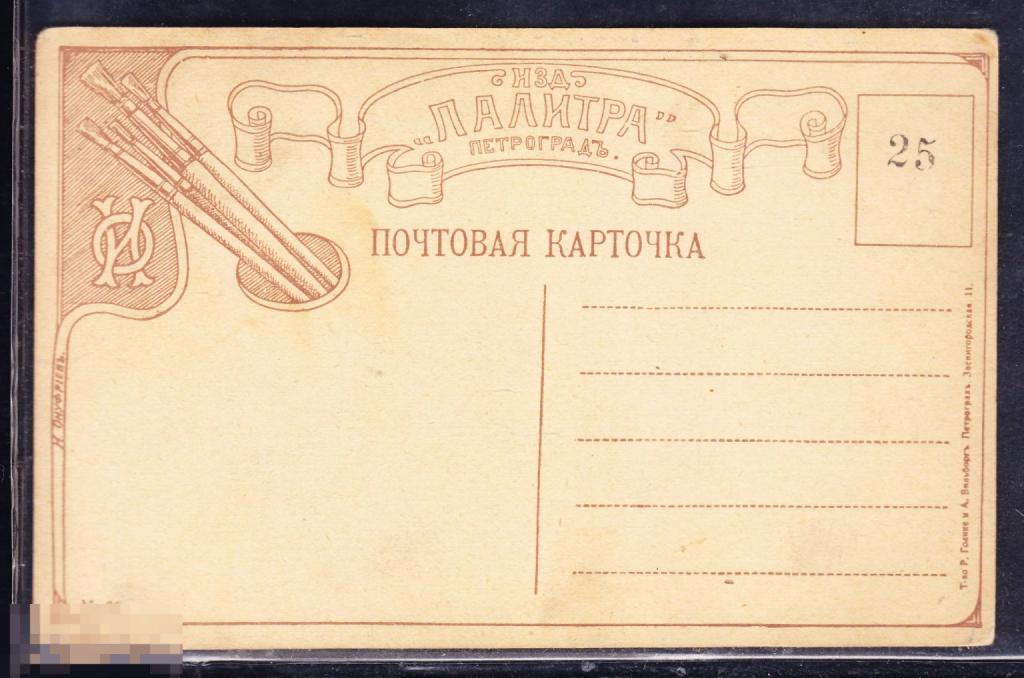 ИЗД.
"ПАЛИТРА"
ПЕТРОГРАДЪ.
25
ПОЧТОВАЯ КАРТОЧКА
Н. ОНУФРІЕВЪ.
Т-во Р. Голике и А. Вильборгъ. Петроградъ. Звенигородская 11.